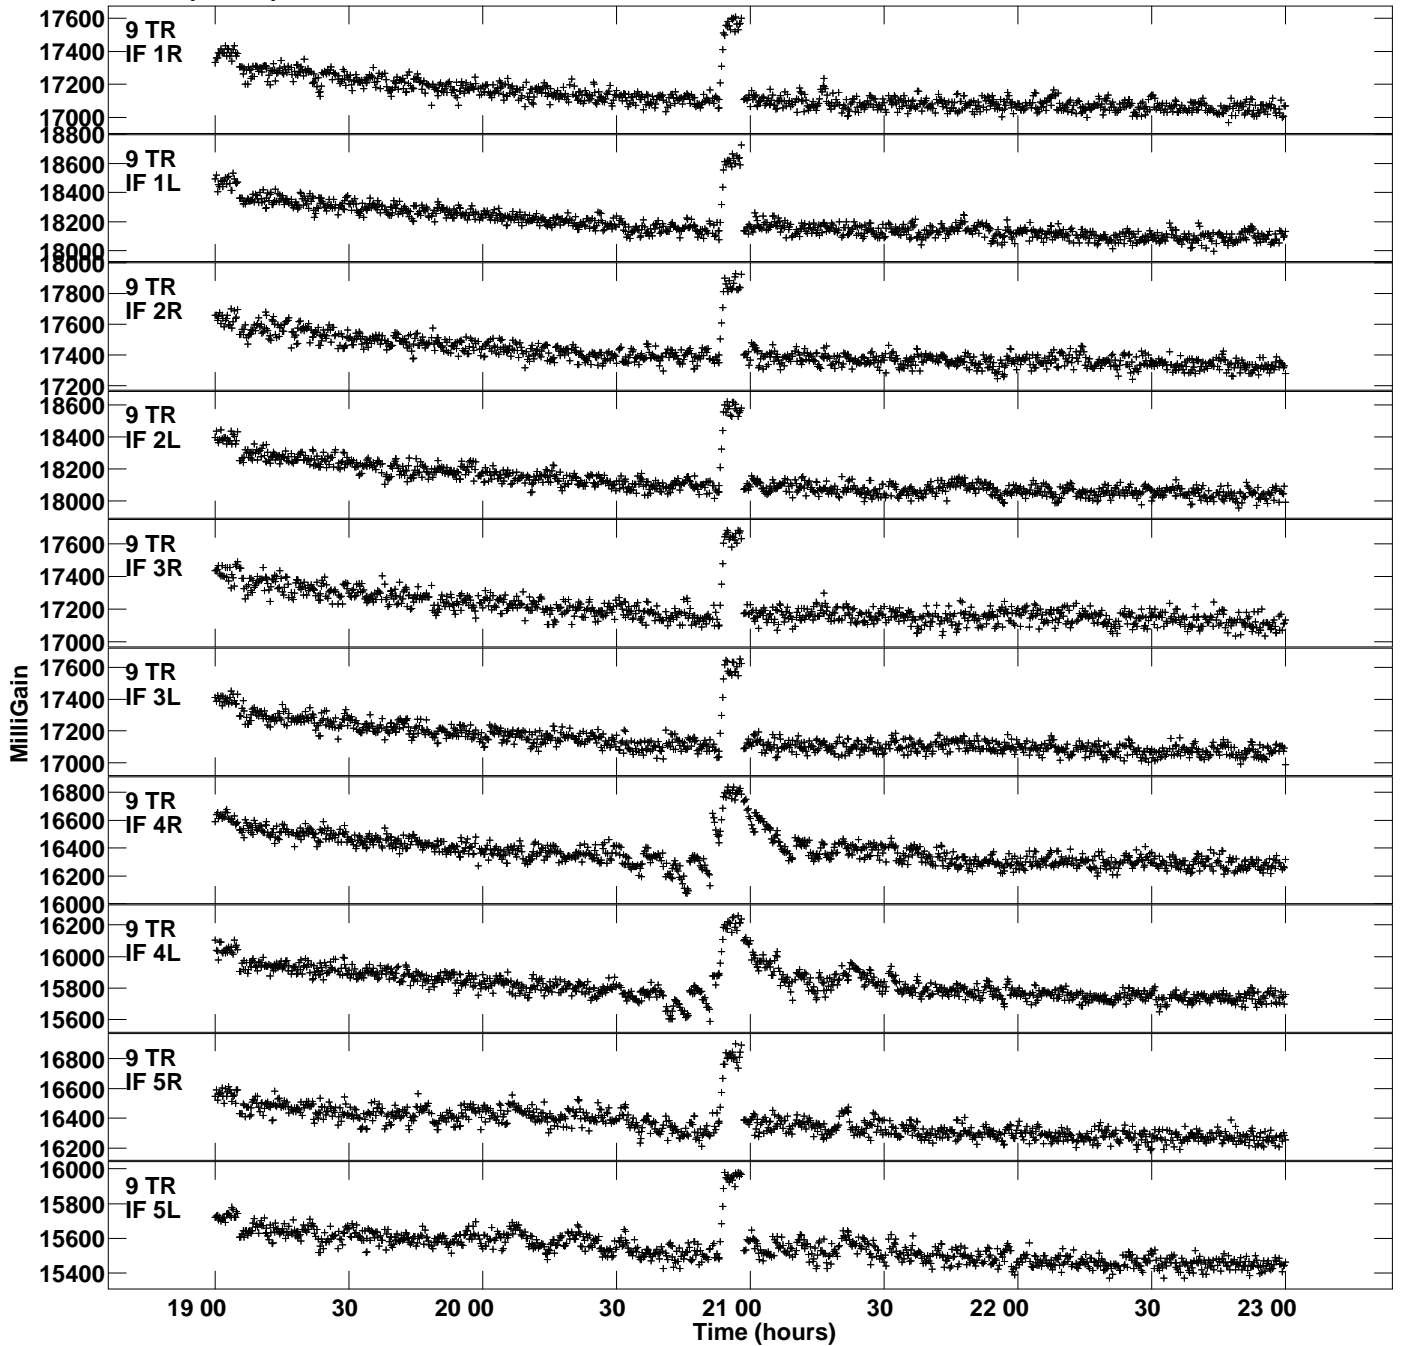 17600
17400
17200
17000
9 TR
IF 1R
18800
18600
18400
18200
18000
9 TR
IF 1L
18000
17800
17600
17400
17200
9 TR
IF 2R
18600
18400
18200
18000
9 TR
IF 2L
17600
17400
17200
17000
9 TR
IF 3R
17600
17400
17200
17000
9 TR
IF 3L
16800
16600
16400
16200
16000
9 TR
IF 4R
16200
16000
15800
15600
9 TR
IF 4L
16800
16600
16400
16200
9 TR
IF 5R
16000
15800
15600
15400
9 TR
IF 5L
MilliGain
19 00 30 20 00 30 21 00 30 22 00 30 23 00
Time (hours)